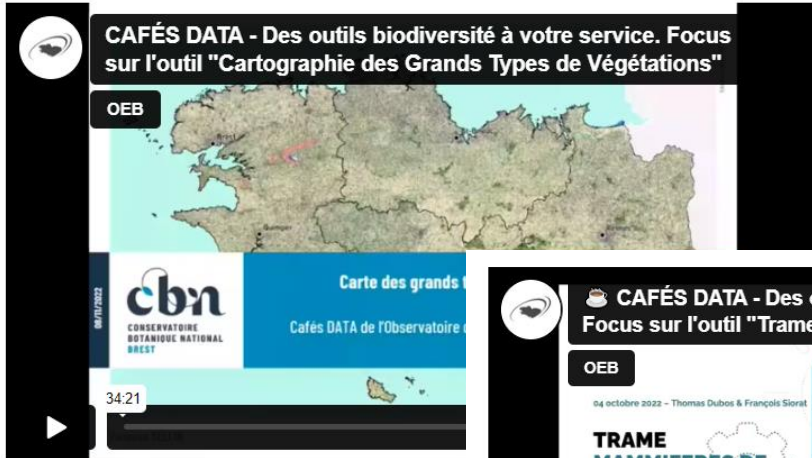 CAFÉS DATA - Des outils biodiversité à votre service. Focus
sur l'outil "Cartographie des Grands Types de Végétations"
OEB
Brest
Quimper
08/11/2022
cbn
CONSERVATOIRE
BOTANIQUE NATIONAL
BREST
Carte des grands
Cafés DATA de l'Observatoire
34:21
CAFÉS DATA - Des
Focus sur l'outil "Trame
OEB
04 octobre 2022 – Thomas Dubos & François Siorat
TRAME
MAMMIFERES DE